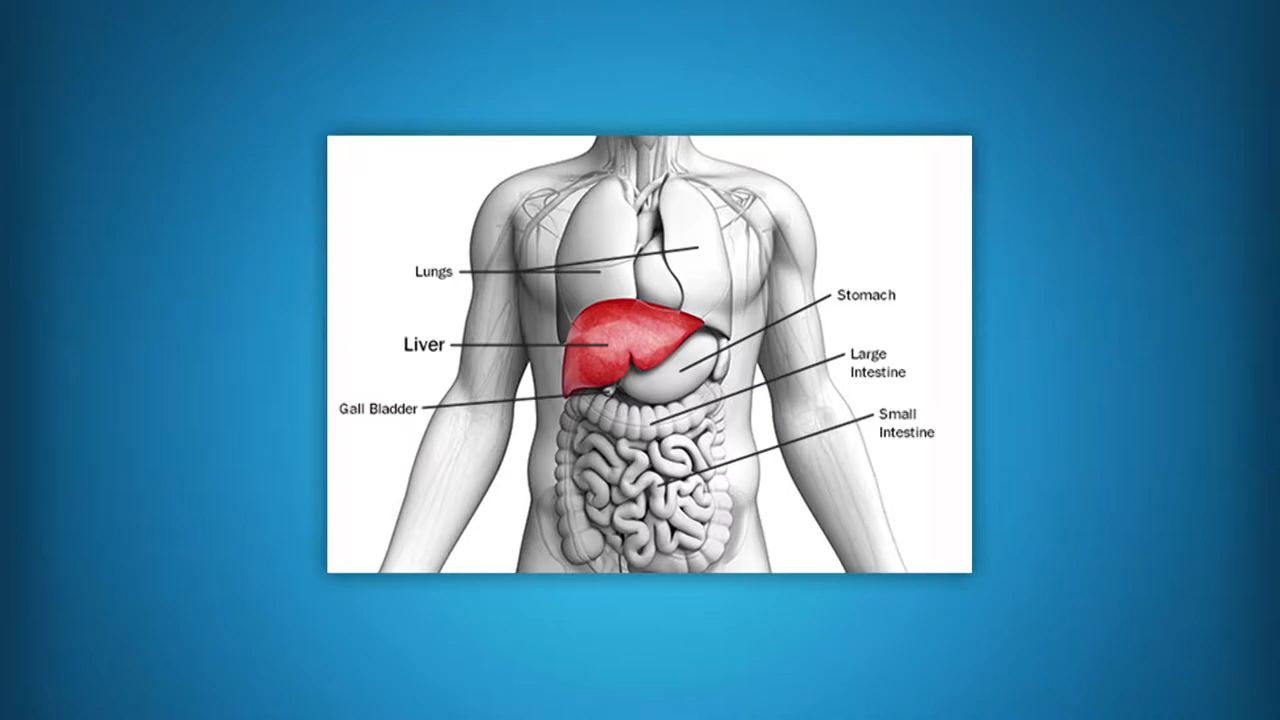 Lungs
Liver
Gall Bladder
Stomach
Large
Intestine
Small
Intestine